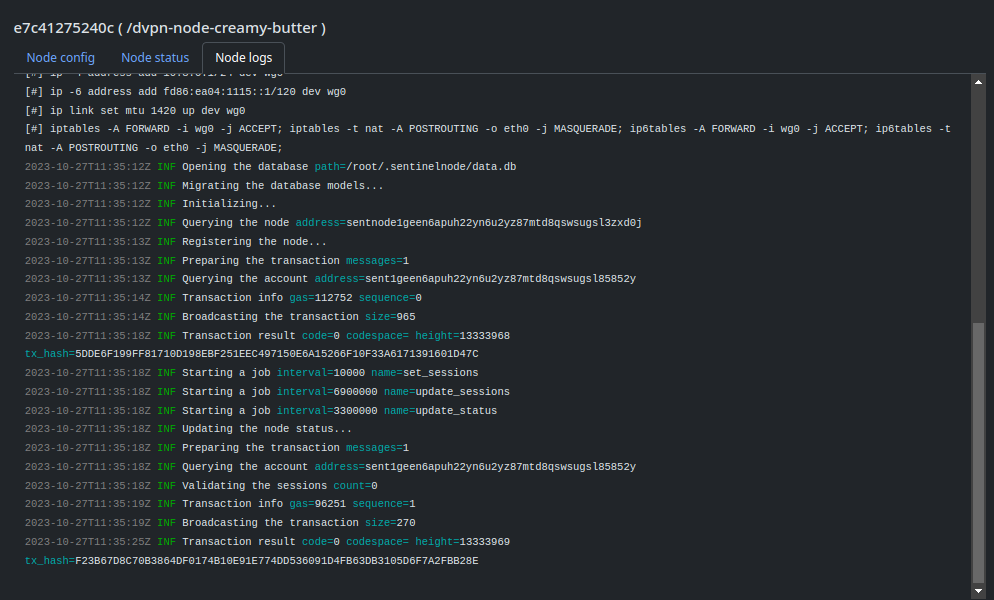 e7c41275240c ( /dvpn-node-creamy-butter )
Node config Node status Node logs
[#] ip -6 address add fd86:ea04:1115::1/120 dev wg0
[#] ip link set mtu 1420 up dev wg0
[#] iptables -A FORWARD -i wg0 -j ACCEPT; iptables -t nat -A POSTROUTING -o eth0 -j MASQUERADE; ip6tables -A FORWARD -i wg0 -j ACCEPT; ip6tables -t
nat -A POSTROUTING -o eth0 -j MASQUERADE;
2023-10-27T11:35:12Z INF Opening the database path=/root/.sentinelnode/data.db
2023-10-27T11:35:12Z INF Migrating the database models...
2023-10-27T11:35:12Z INF Initializing...
2023-10-27T11:35:12Z INF Querying the node address=sentnode1geen6apuh22yn6u2yz87mtd8qswsugsl3zxd0j
2023-10-27T11:35:13Z INF Registering the node...
2023-10-27T11:35:13Z INF Preparing the transaction messages=1
2023-10-27T11:35:13Z INF Querying the account address=sent1geen6apuh22yn6u2yz87mtd8qswsugsl85852y
2023-10-27T11:35:14Z INF Transaction info gas=112752 sequence=0
2023-10-27T11:35:14Z INF Broadcasting the transaction size=965
2023-10-27T11:35:18Z INF Transaction result code=0 codespace= height=13333968
tx_hash=5DDE6F199FF81710D198EBF251EEC497150E6A15266F10F33A6171391601D47C
2023-10-27T11:35:18Z INF Starting a job interval=10000 name=set_sessions
2023-10-27T11:35:18Z INF Starting a job interval=6900000 name=update_sessions
2023-10-27T11:35:18Z INF Starting a job interval=3300000 name=update_status
2023-10-27T11:35:18Z INF Updating the node status...
2023-10-27T11:35:18Z INF Preparing the transaction messages=1
2023-10-27T11:35:18Z INF Querying the account address=sent1geen6apuh22yn6u2yz87mtd8qswsugsl85852y
2023-10-27T11:35:18Z INF Validating the sessions count=0
2023-10-27T11:35:19Z INF Transaction info gas=96251 sequence=1
2023-10-27T11:35:19Z INF Broadcasting the transaction size=270
2023-10-27T11:35:25Z INF Transaction result code=0 codespace= height=13333969
tx_hash=F23B67D8C70B3864DF0174B10E91E774DD536091D4FB63DB3105D6F7A2FBB28E